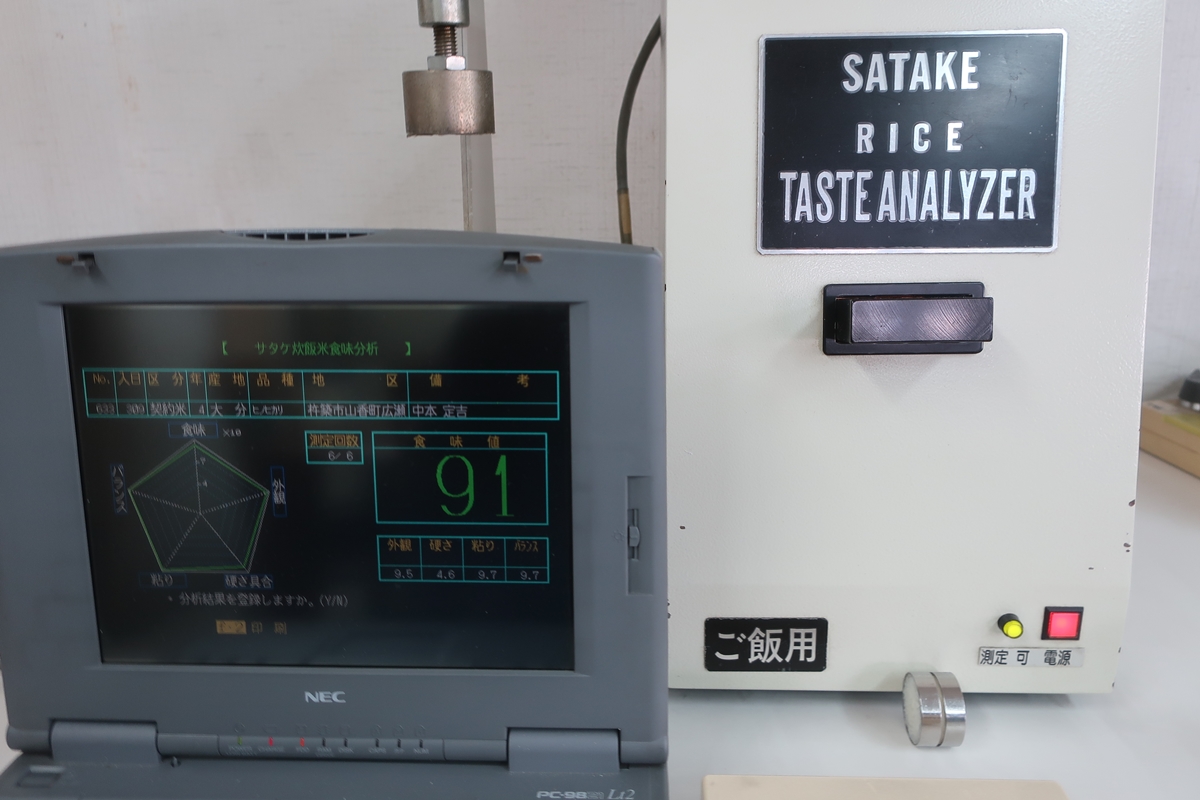 SATAKE
RICE
TASTE ANALYZER
【 サタケ炊飯米食味分析 】
No. 入日 区分 年 産地 品種 地区 備考
633 309 契約米 4 大分 ヒノヒカリ 杵築市山香町広瀬 中本 定吉
食味 ×10
バランス
外観
粘り
硬さ具合
測定回数
6/ 6
食味値
91
外観 硬さ 粘り バランス
9.5 4.6 9.7 9.7
分析結果を登録しますか。(Y/N)
印刷
NEC
POWER
PC-98 Lt2
ご飯用
測定 可 電源